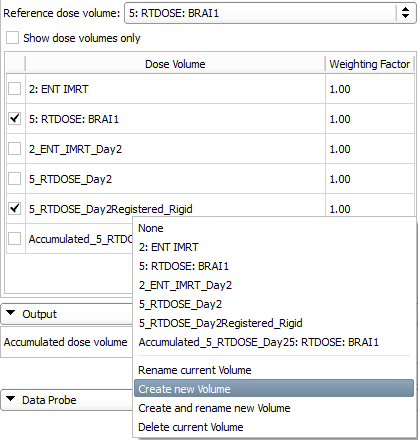 Reference dose volume: 5: RTDOSE: BRAI1
Show dose volumes only
Dose Volume Weighting Factor
2: ENT IMRT 1.00
5: RTDOSE: BRAI1 1.00
2_ENT_IMRT_Day2 1.00
5_RTDOSE_Day2 1.00
5_RTDOSE_Day2Registered_Rigid 1.00
Accumulated_5_RTDO
None
2: ENT IMRT
5: RTDOSE: BRAI1
2_ENT_IMRT_Day2
5_RTDOSE_Day2
5_RTDOSE_Day2Registered_Rigid
Accumulated_5_RTDOSE_Day25: RTDOSE: BRAI1
Rename current Volume
Create new Volume
Create and rename new Volume
Delete current Volume
Output
Accumulated dose volume
Data Probe